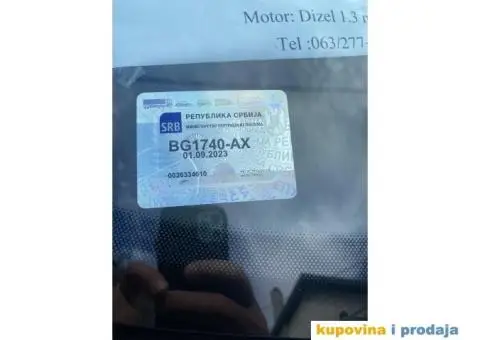 Motor: Dizel 1.3
Tel :063/277-
РЕПУБЛИКА СРБИЈА
SRB
BG1740-AX
01.09.2023
kupovina i prodaja